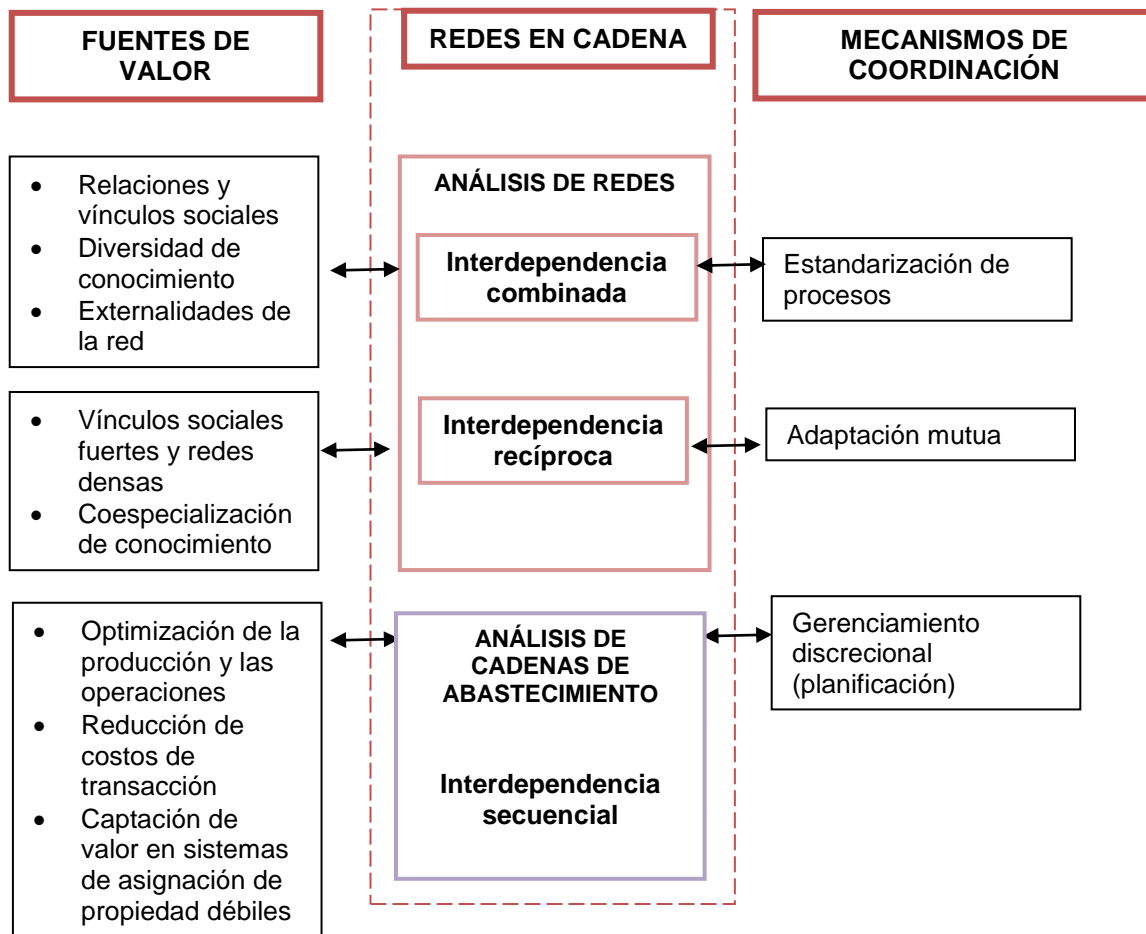 FUENTES DE
VALOR
REDES EN CADENA
MECANISMOS DE
COORDINACIÓN
• Relaciones y
vínculos sociales
• Diversidad de
conocimiento
• Externalidades de
la red
ANÁLISIS DE REDES
Interdependencia
combinada
Estandarización de
procesos
• Vínculos sociales
fuertes y redes
densas
• Coespecialización
de conocimiento
Interdependencia
recíproca
Adaptación mutua
• Optimización de la
producción y las
operaciones
• Reducción de
costos de
transacción
• Captación de
valor en sistemas
de asignación de
propiedad débiles
ANÁLISIS DE
CADENAS DE
ABASTECIMIENTO
Interdependencia
secuencial
Gerenciamiento
discrecional
(planificación)